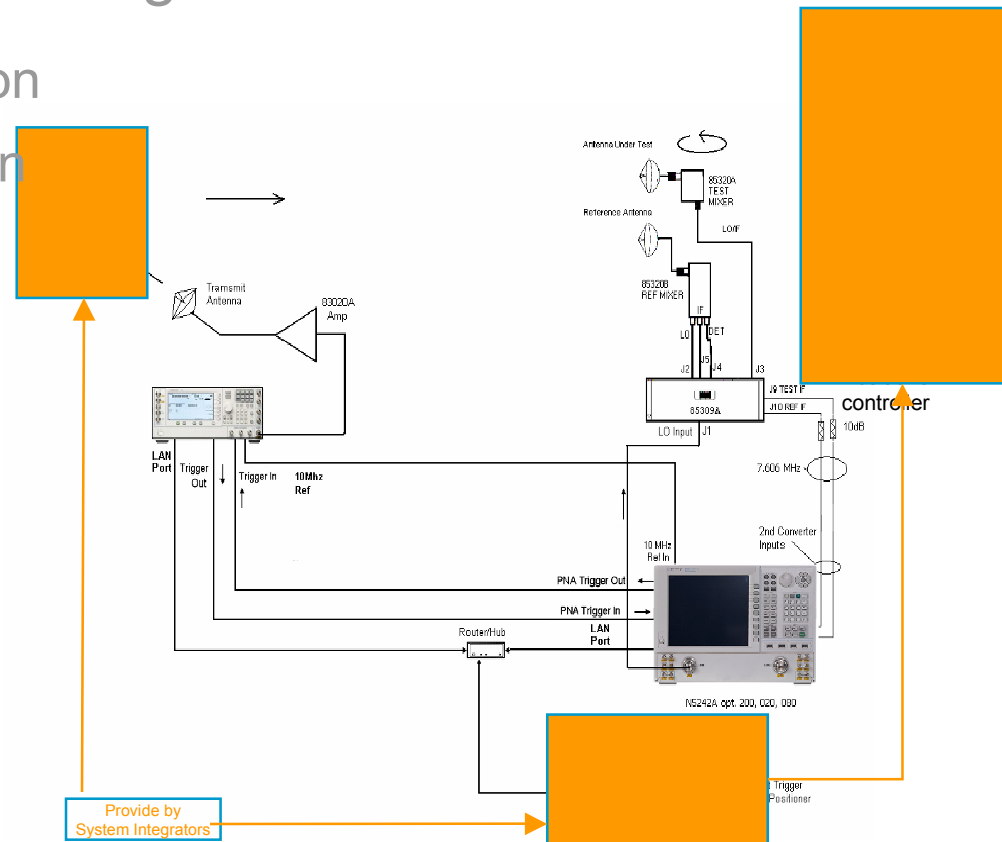 on
n
Antenna Under Test
85320A
TEST
MIXER
Reference Antenna
LO/IF
85320B
REF MIXER
IF
LO
DET
J5
J2
J4
J3
Transmit
Antenna
83020A
Amp
85309A
J9 TEST IF
J10 REF IF
controller
LO Input
J1
10dB
LAN
Port
Trigger
Out
Trigger In
10Mhz
Ref
7.606 MHz
2nd Converter
Inputs
10 MHz
Ref In
PNA Trigger Out
PNA Trigger In
LAN
Port
Router/Hub
N5242A opt. 200, 020, 080
Trigger
Positioner
Provide by
System Integrators